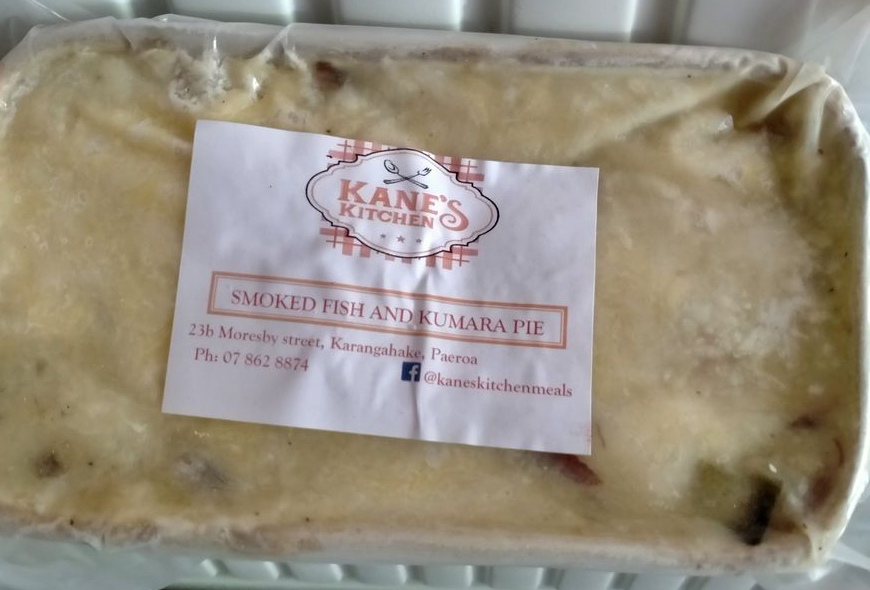 KANE'S
KITCHEN
SMOKED FISH AND KUMARA PIE
23b Moresby street, Karangahake, Paeroa
Ph: 07 862 8874
@kaneskitchenmeals